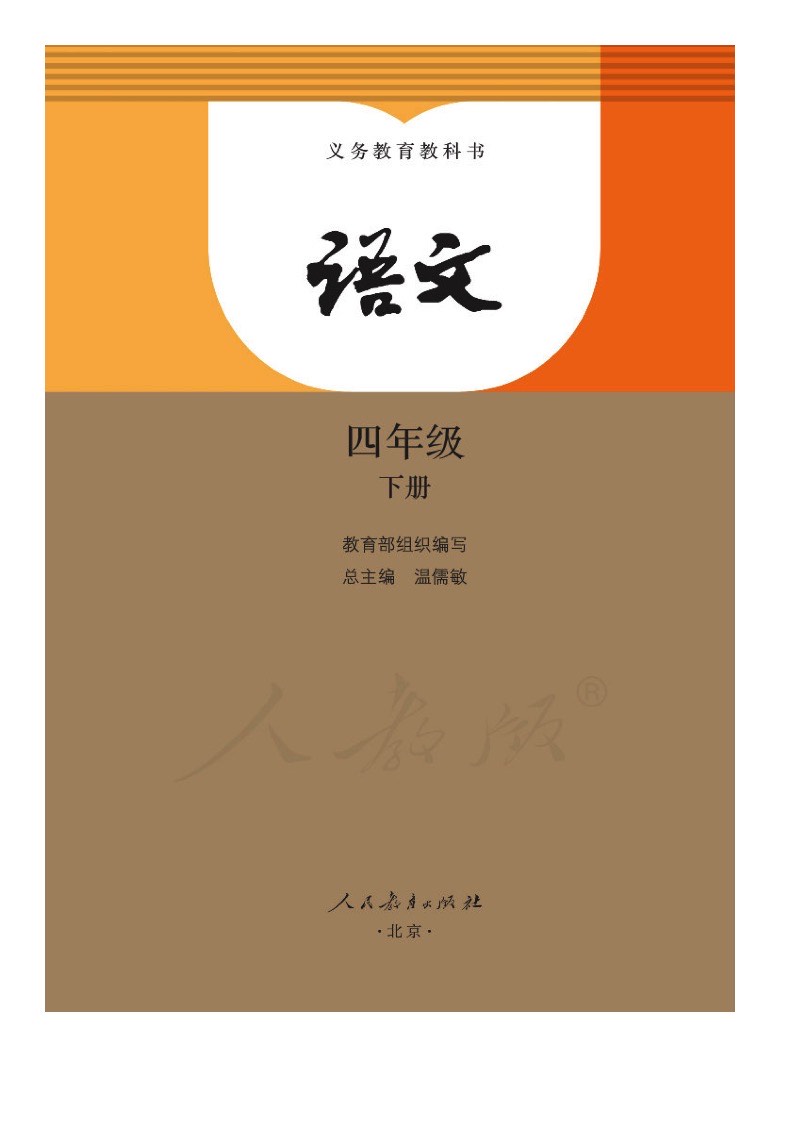 义务教育教科书
语文
四年级
下册
教育部组织编写
总主编 温儒敏
人教版®
人民教育出版社
·北京·